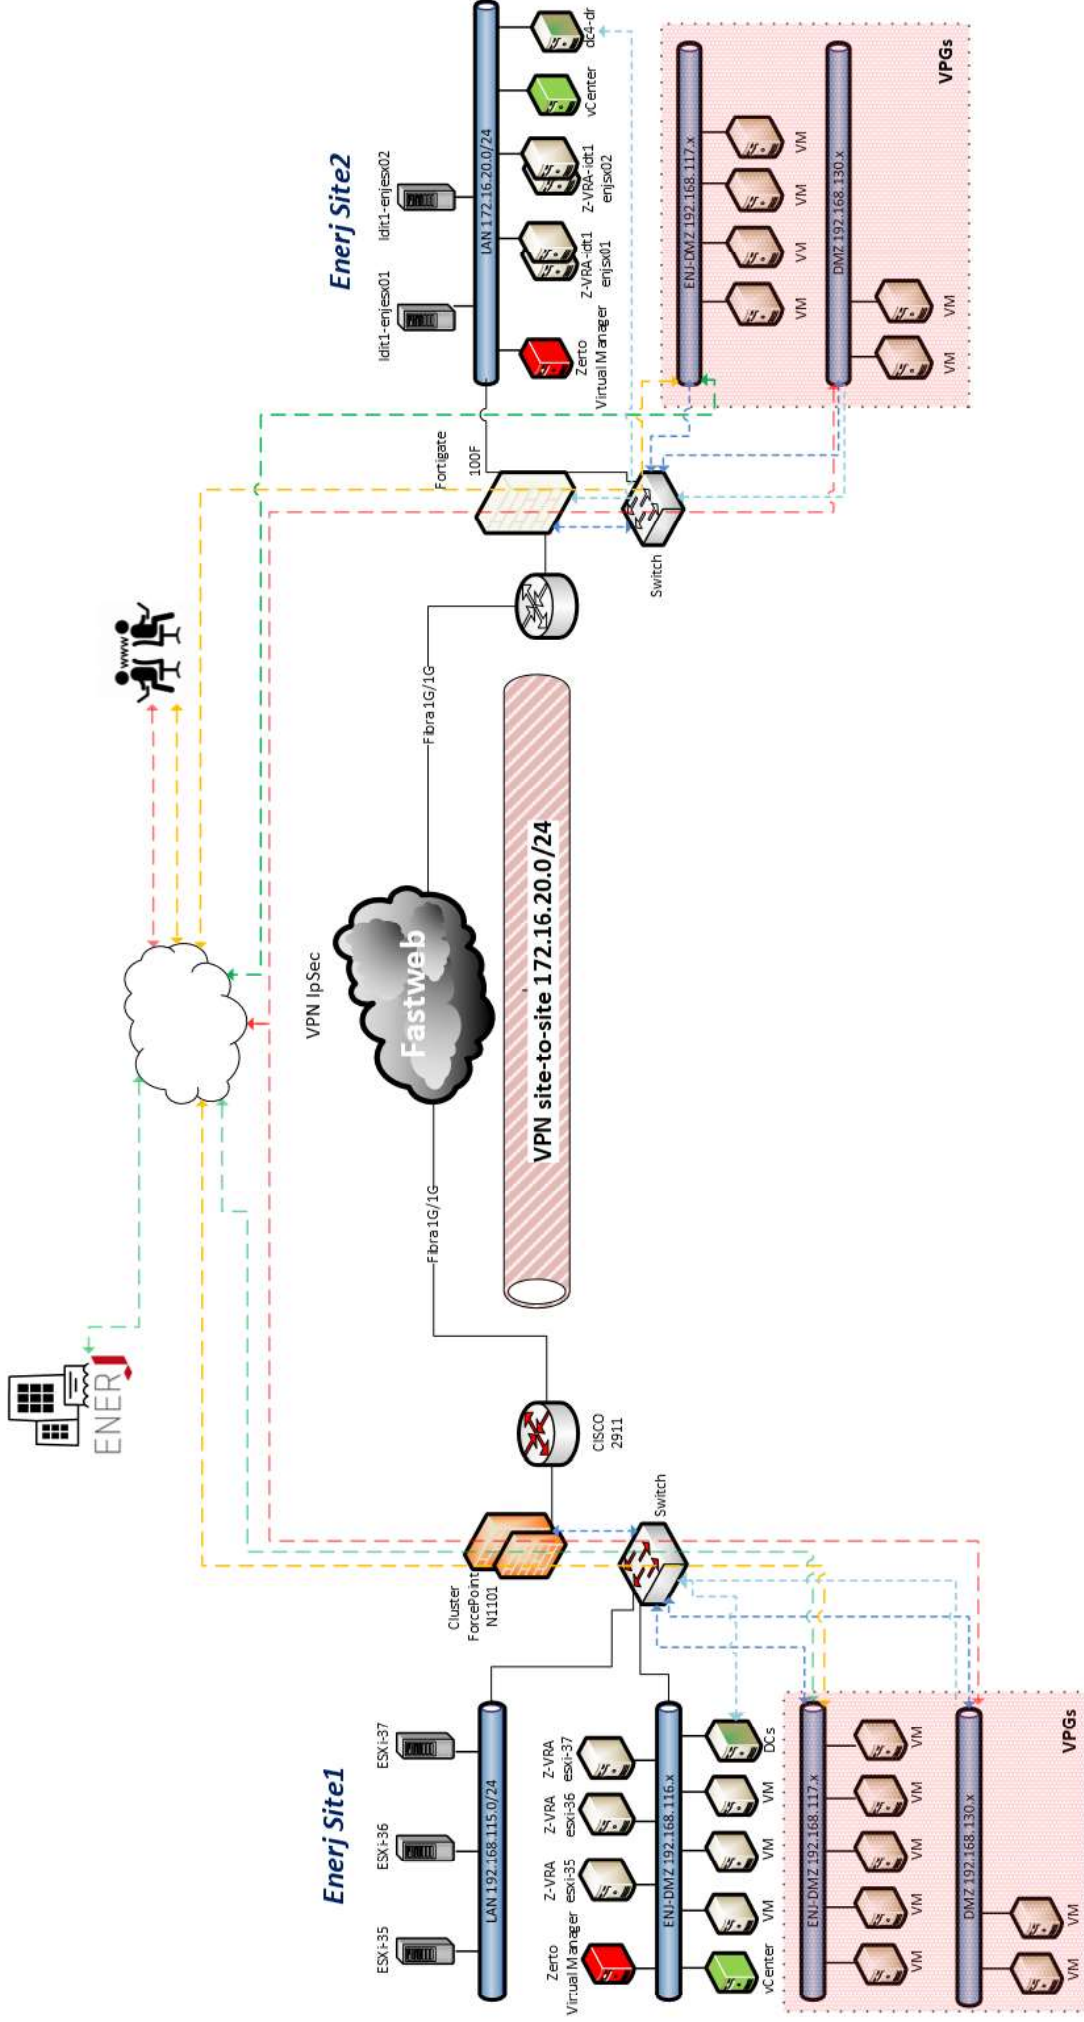 ENERJ
www
VPN IpSec
Fastweb
Fibra 1G/1G
Fibra 1G/1G
VPN site-to-site 172.16.20.0/24
Enerj Site1
ESXi-35
ESXi-36
ESXi-37
LAN 192.168.115.0/24
Cluster
ForcePoint
N1101
CISCO
2911
Switch
Zerto
Virtual Manager
Z-VRA
esxi-35
Z-VRA
esxi-36
Z-VRA
esxi-37
ENJ-DMZ 192.168.116.x
vCenter
VM
VM
VM
DCs
ENJ-DMZ 192.168.117.x
VM
VM
VM
VM
VM
DMZ 192.168.130.x
VM
VM
VPGs
Enerj Site2
Idit1-enjesx01
Idit1-enjesx02
LAN 172.16.20.0/24
Fortigate
100F
Switch
Zerto
Virtual Manager
Z-VRA-idt1
enjsx01
Z-VRA-idt1
enjsx02
vCenter
dc4-dr
ENJ-DMZ 192.168.117.x
VM
VM
VM
VM
DMZ 192.168.130.x
VM
VM
VPGs